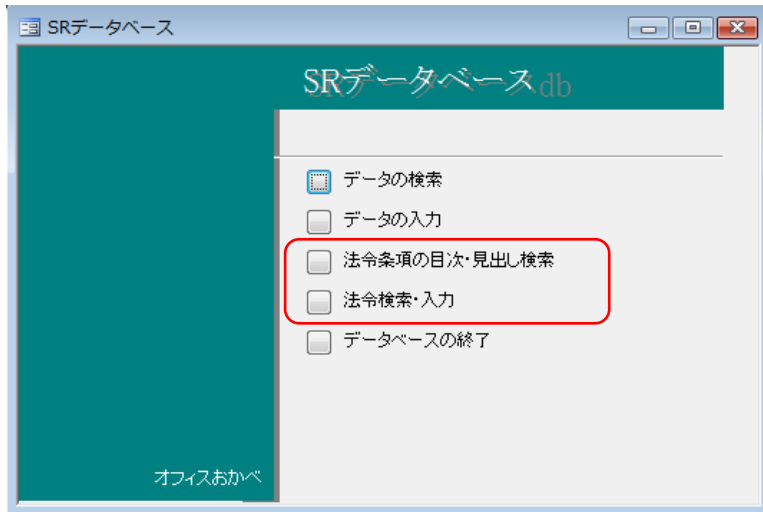 SRデータベース
SRデータベースdb
データの検索
データの入力
法令条項の目次・見出し検索
法令検索・入力
データベースの終了
オフィスおかべ